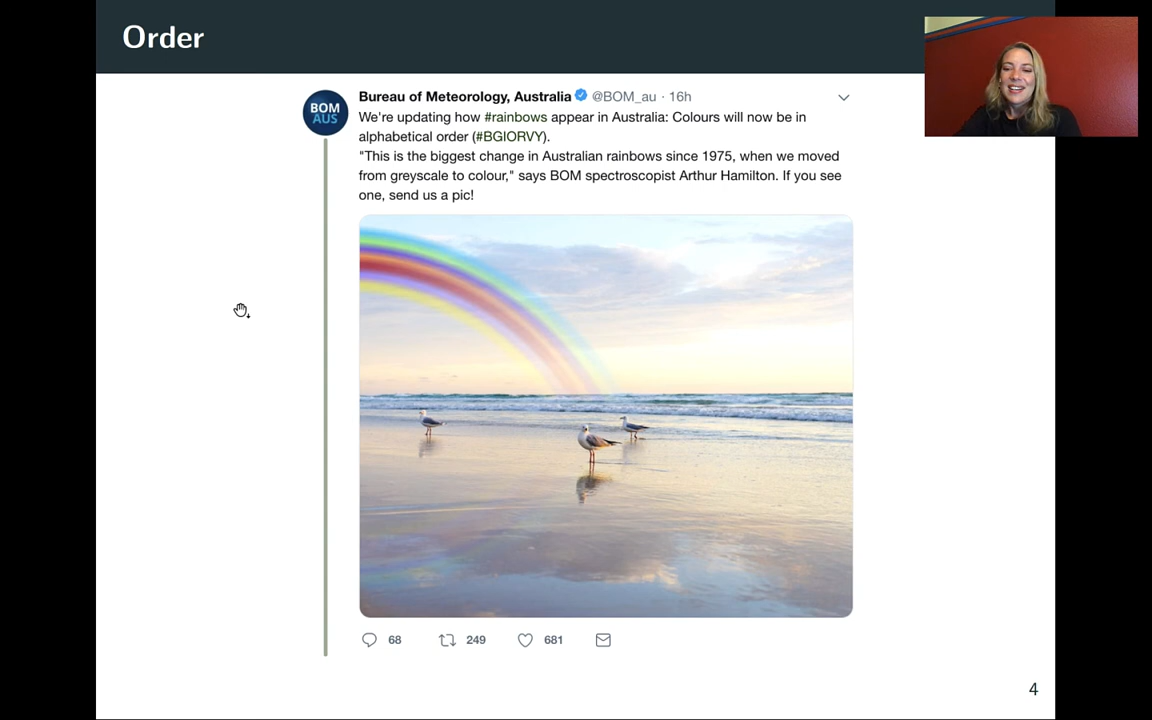 Order
BOM
AUS
Bureau of Meteorology, Australia @BOM_au · 16h
We're updating how #rainbows appear in Australia: Colours will now be in
alphabetical order (#BGIORVY).
"This is the biggest change in Australian rainbows since 1975, when we moved
from greyscale to colour," says BOM spectroscopist Arthur Hamilton. If you see
one, send us a pic!
68 249 681
4